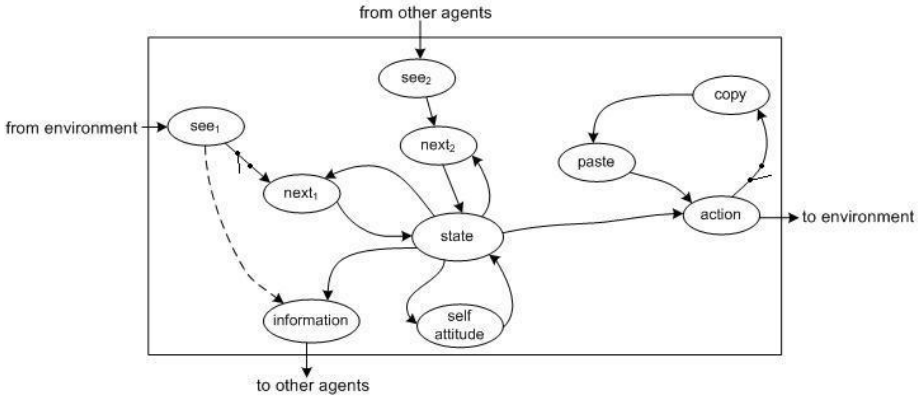 from other agents
see₂
copy
from environment
see₁
next₂
paste
next₁
action
to environment
state
information
self
attitude
to other agents